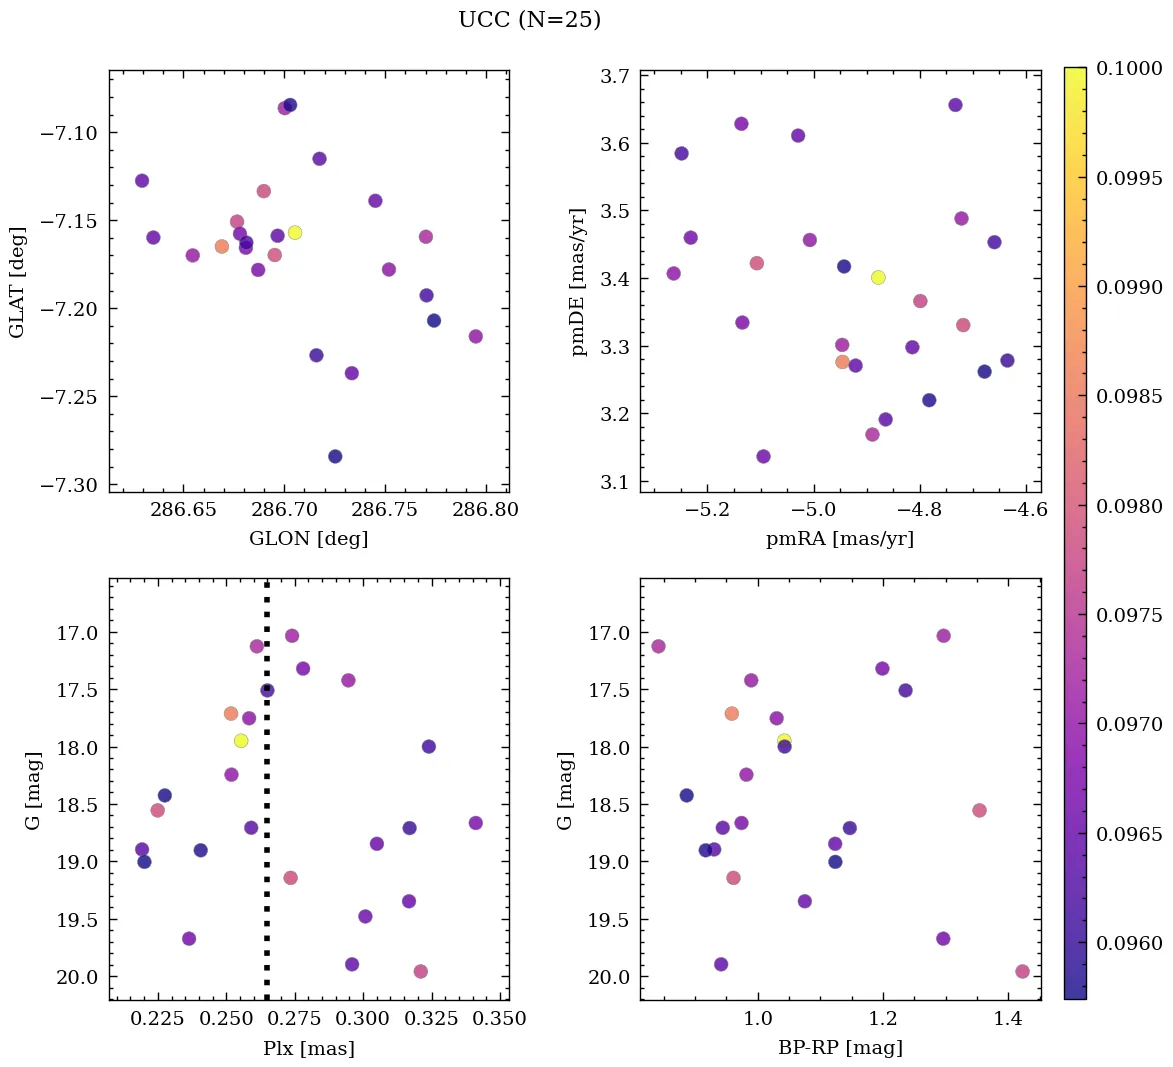 UCC (N=25)
−7.10
−7.15
−7.20
−7.25
−7.30
GLAT [deg]
286.65 286.70 286.75 286.80
GLON [deg]
3.7
3.6
3.5
3.4
3.3
3.2
3.1
pmDE [mas/yr]
−5.2 −5.0 −4.8 −4.6
pmRA [mas/yr]
17.0
17.5
18.0
18.5
19.0
19.5
20.0
G [mag]
0.225 0.250 0.275 0.300 0.325 0.350
Plx [mas]
17.0
17.5
18.0
18.5
19.0
19.5
20.0
G [mag]
1.0 1.2 1.4
BP-RP [mag]
0.1000
0.0995
0.0990
0.0985
0.0980
0.0975
0.0970
0.0965
0.0960